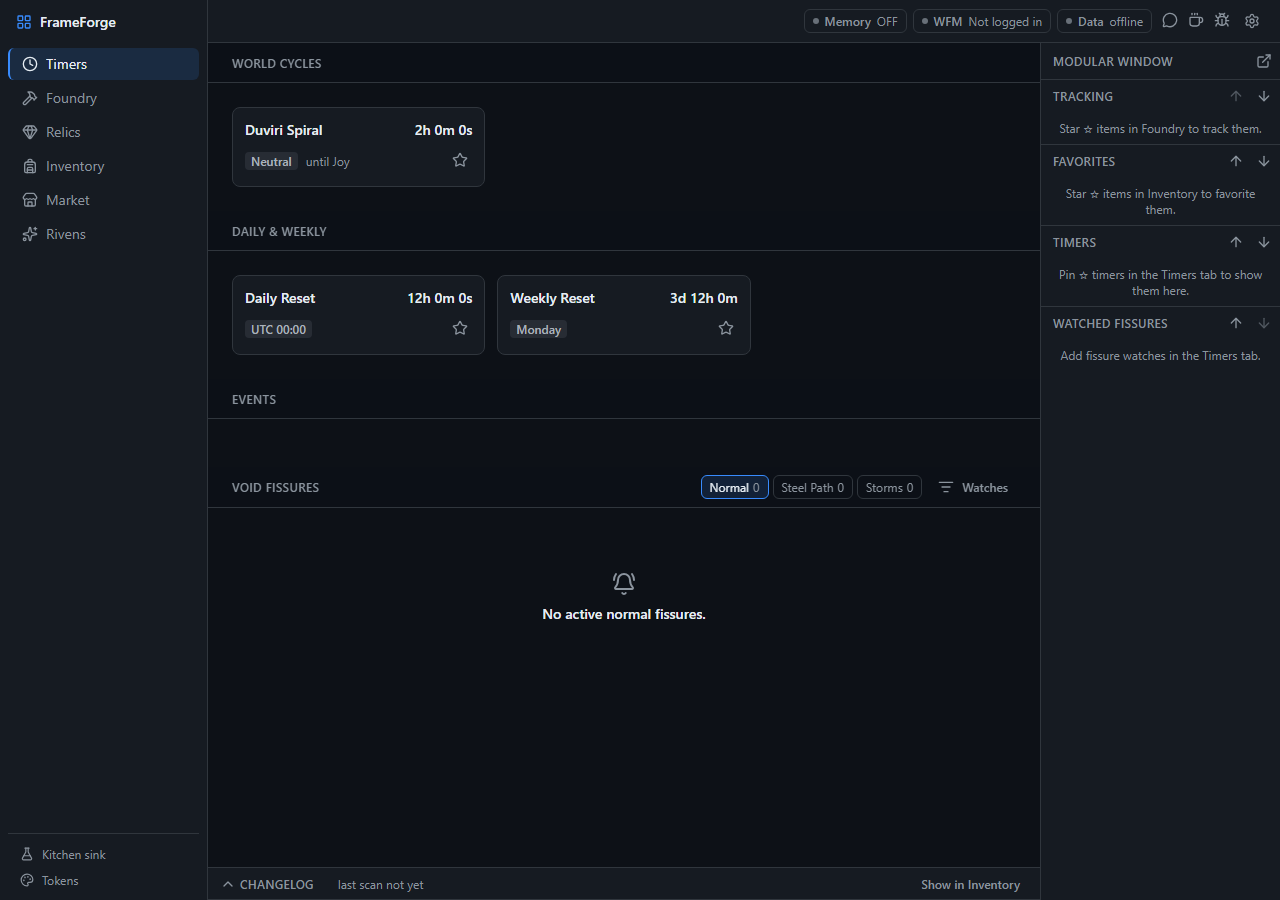 FrameForge
Memory OFF
WFM Not logged in
Data offline
Timers
Foundry
Relics
Inventory
Market
Rivens
Kitchen sink
Tokens
WORLD CYCLES
Duviri Spiral 2h 0m 0s
Neutral until Joy
DAILY & WEEKLY
Daily Reset 12h 0m 0s
UTC 00:00
Weekly Reset 3d 12h 0m
Monday
EVENTS
VOID FISSURES
Normal 0
Steel Path 0
Storms 0
Watches
No active normal fissures.
CHANGELOG last scan not yet
Show in Inventory
MODULAR WINDOW
TRACKING
Star ☆ items in Foundry to track them.
FAVORITES
Star ☆ items in Inventory to favorite
them.
TIMERS
Pin ☆ timers in the Timers tab to show
them here.
WATCHED FISSURES
Add fissure watches in the Timers tab.